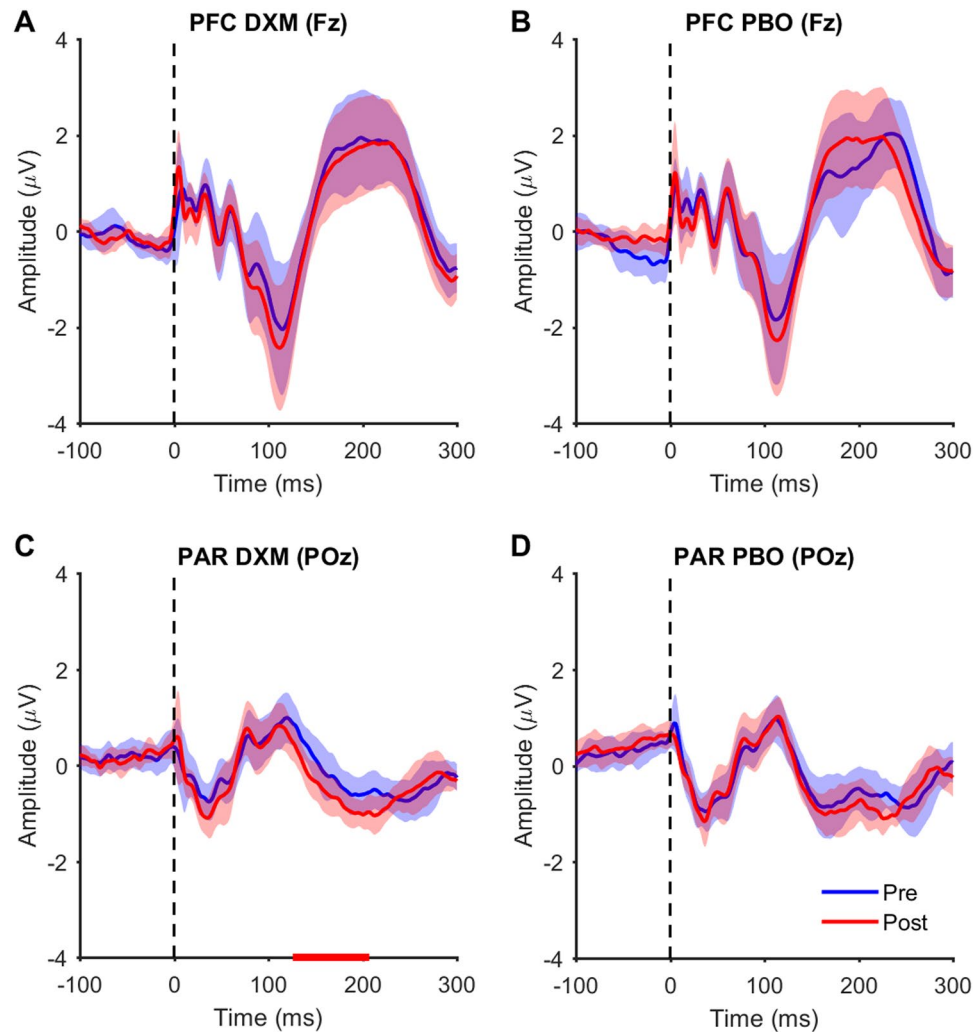 A
PFC DXM (Fz)
4
2
0
-2
-4
Amplitude (μV)
-100 0 100 200 300
Time (ms)
B
PFC PBO (Fz)
4
2
0
-2
-4
Amplitude (μV)
-100 0 100 200 300
Time (ms)
C
PAR DXM (POz)
4
2
0
-2
-4
Amplitude (μV)
-100 0 100 200 300
Time (ms)
D
PAR PBO (POz)
4
2
0
-2
-4
Amplitude (μV)
Pre
Post
-100 0 100 200 300
Time (ms)